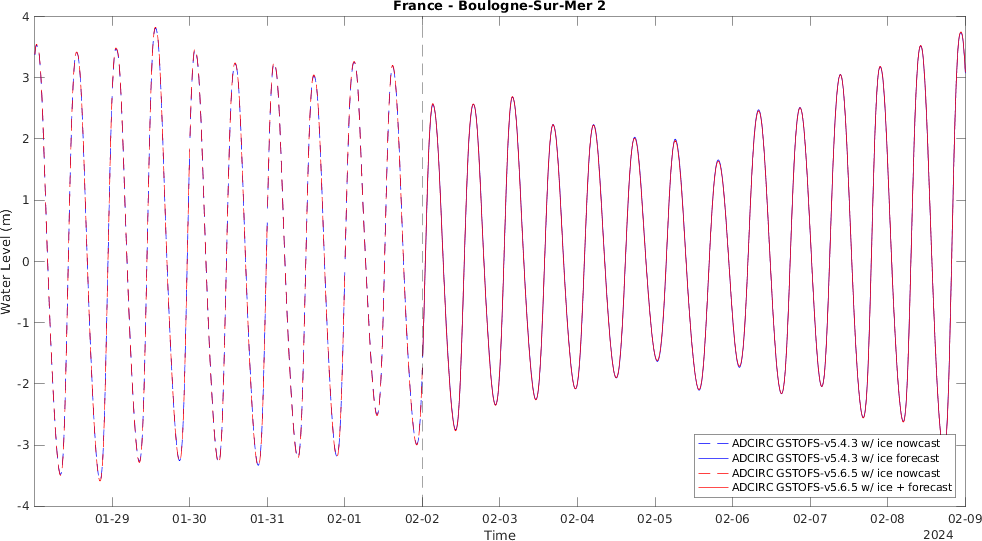 France - Boulogne-Sur-Mer 2
4
3
2
1
0
-1
-2
-3
-4
Water Level (m)
ADCIRC GSTOFS-v5.4.3 w/ ice nowcast
ADCIRC GSTOFS-v5.4.3 w/ ice forecast
ADCIRC GSTOFS-v5.6.5 w/ ice nowcast
ADCIRC GSTOFS-v5.6.5 w/ ice + forecast
01-29 01-30 01-31 02-01 02-02 02-03 02-04 02-05 02-06 02-07 02-08 02-09
Time
2024